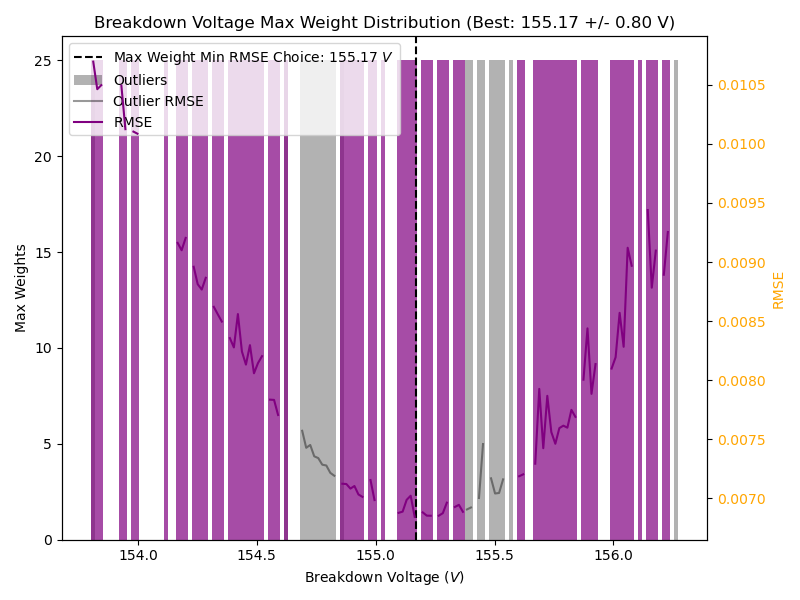 Breakdown Voltage Max Weight Distribution (Best: 155.17 +/- 0.80 V)
Max Weight Min RMSE Choice: 155.17 V
Outliers
Outlier RMSE
RMSE
25
20
15
10
5
0
Max Weights
0.0105
0.0100
0.0095
0.0090
0.0085
0.0080
0.0075
0.0070
RMSE
154.0 154.5 155.0 155.5 156.0
Breakdown Voltage (V)